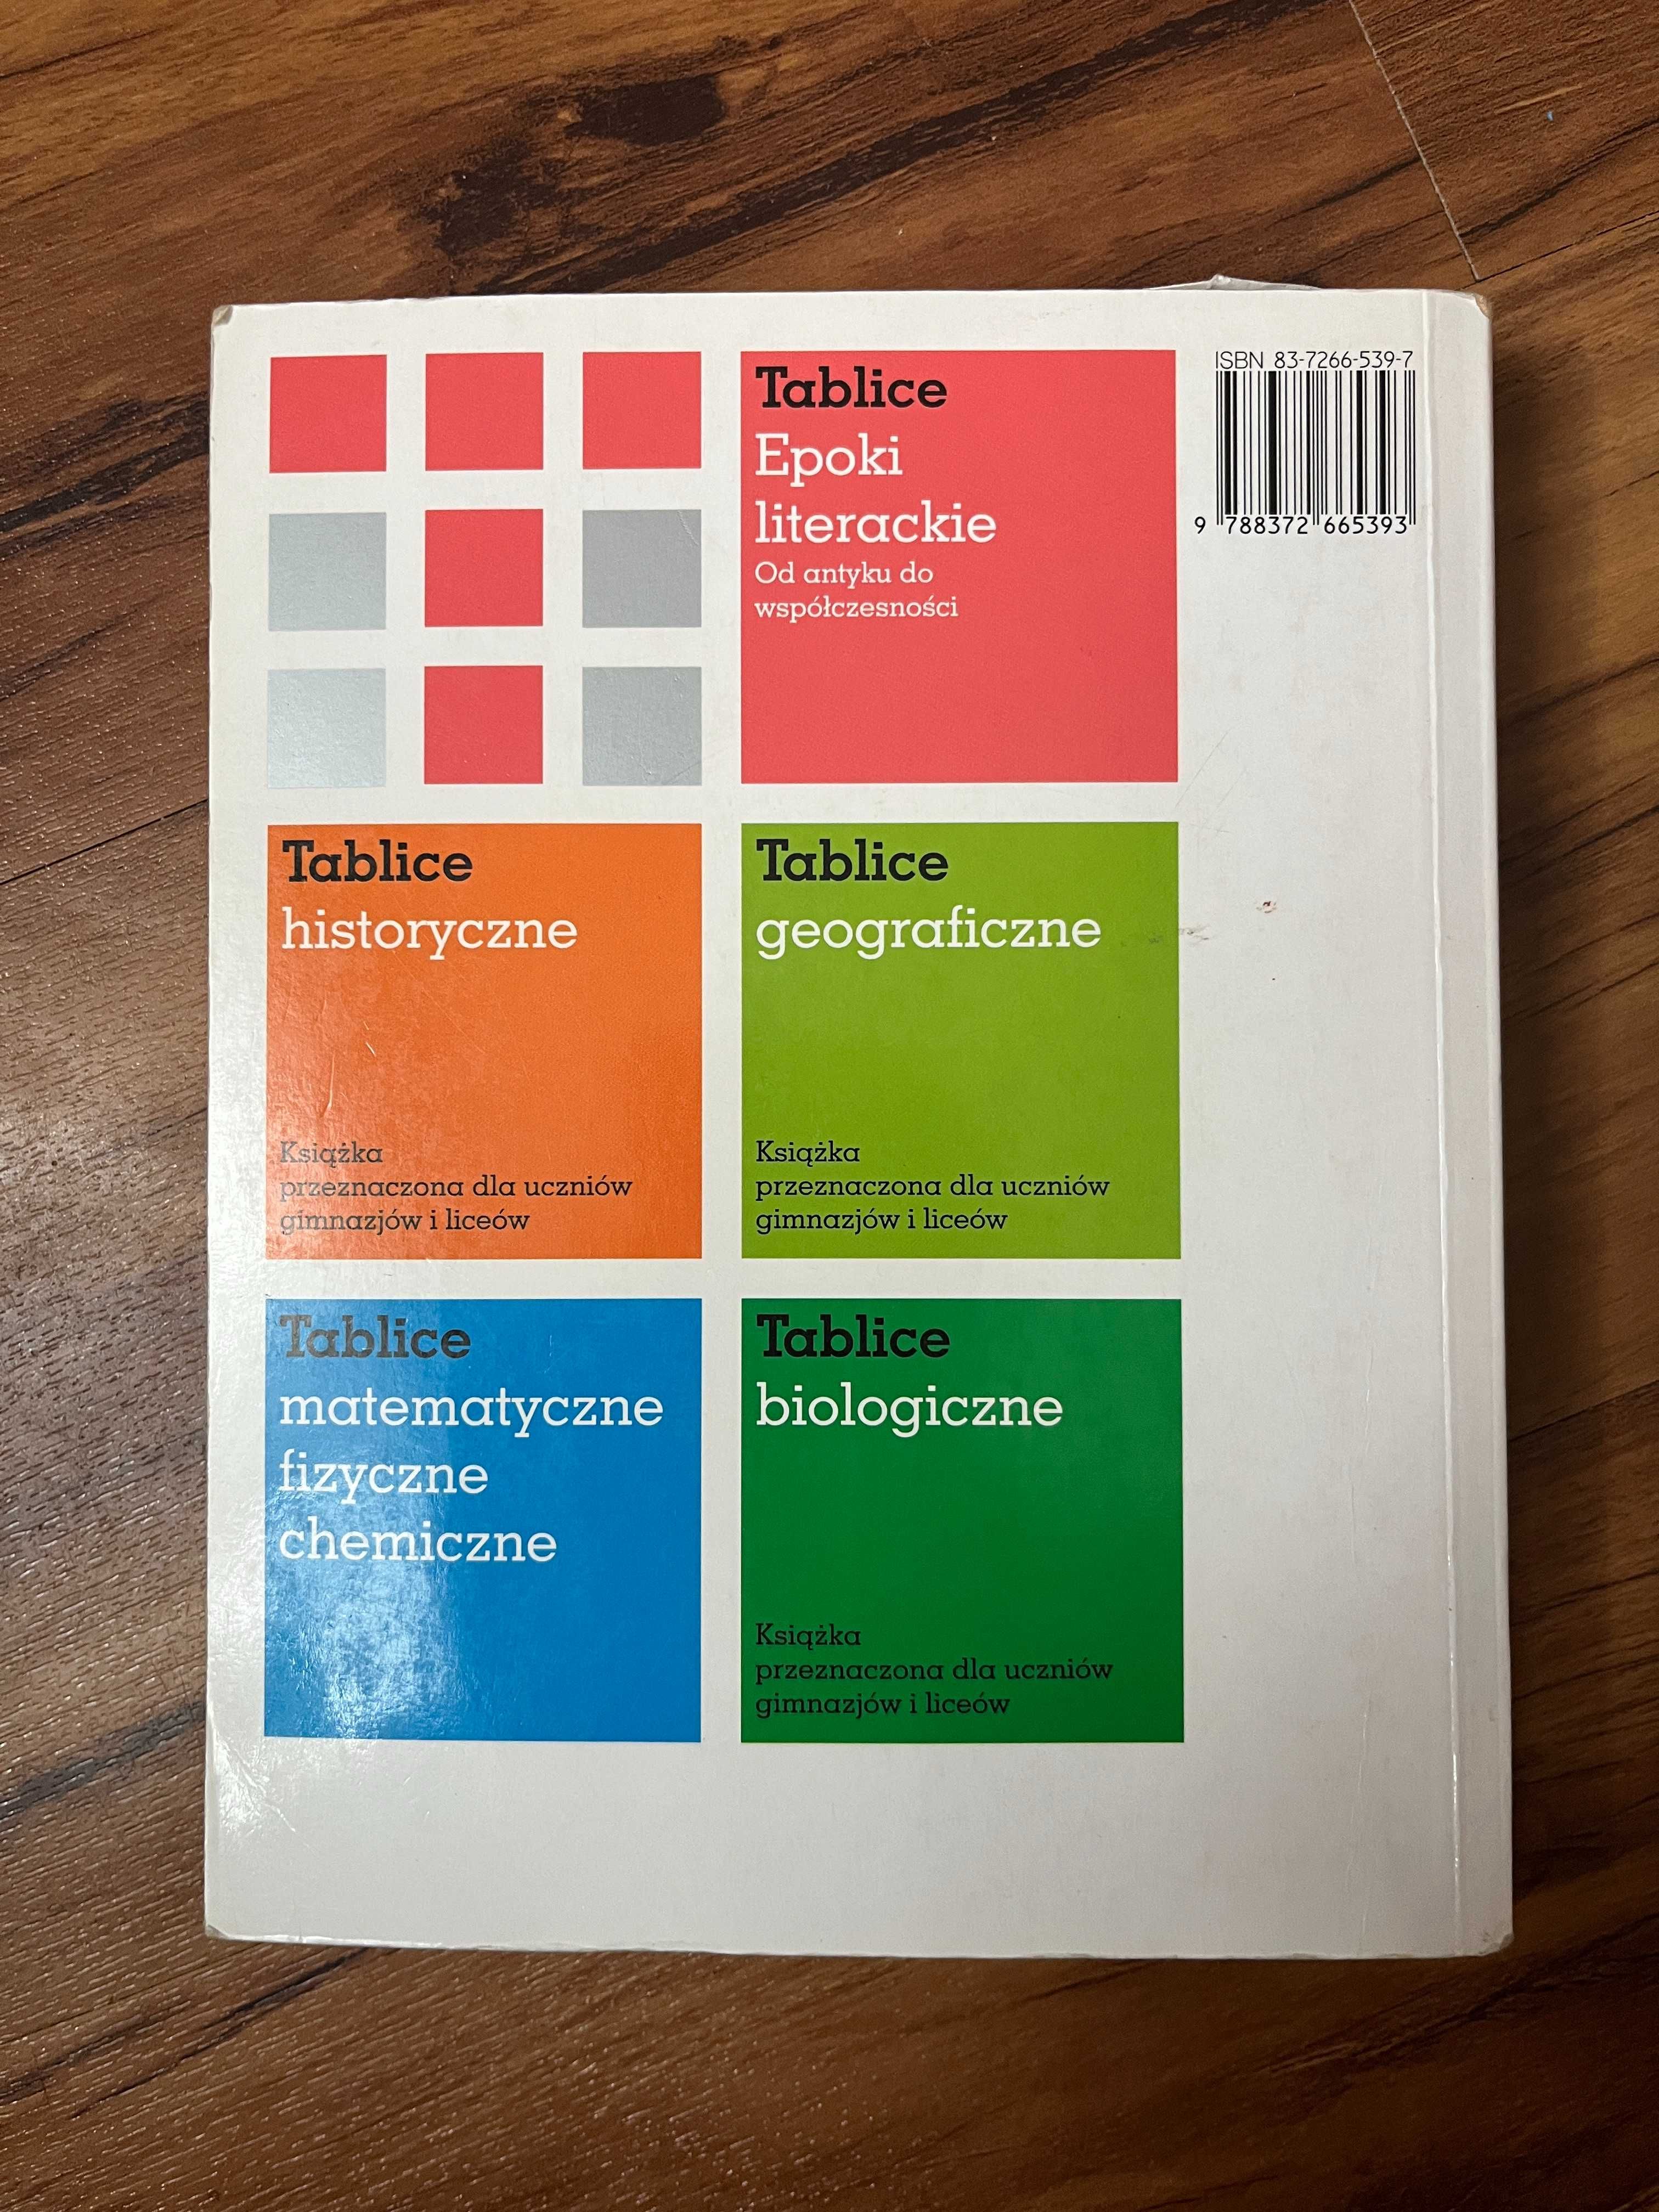 Tablice
Epoki
literackie
Od antyku do
współczesności
ISBN 83-7266-539-7
9 788372 665393
Tablice
historyczne
Książka
przeznaczona dla uczniów
gimnazjów i liceów
Tablice
geograficzne
Książka
przeznaczona dla uczniów
gimnazjów i liceów
Tablice
matematyczne
fizyczne
chemiczne
Tablice
biologiczne
Książka
przeznaczona dla uczniów
gimnazjów i liceów